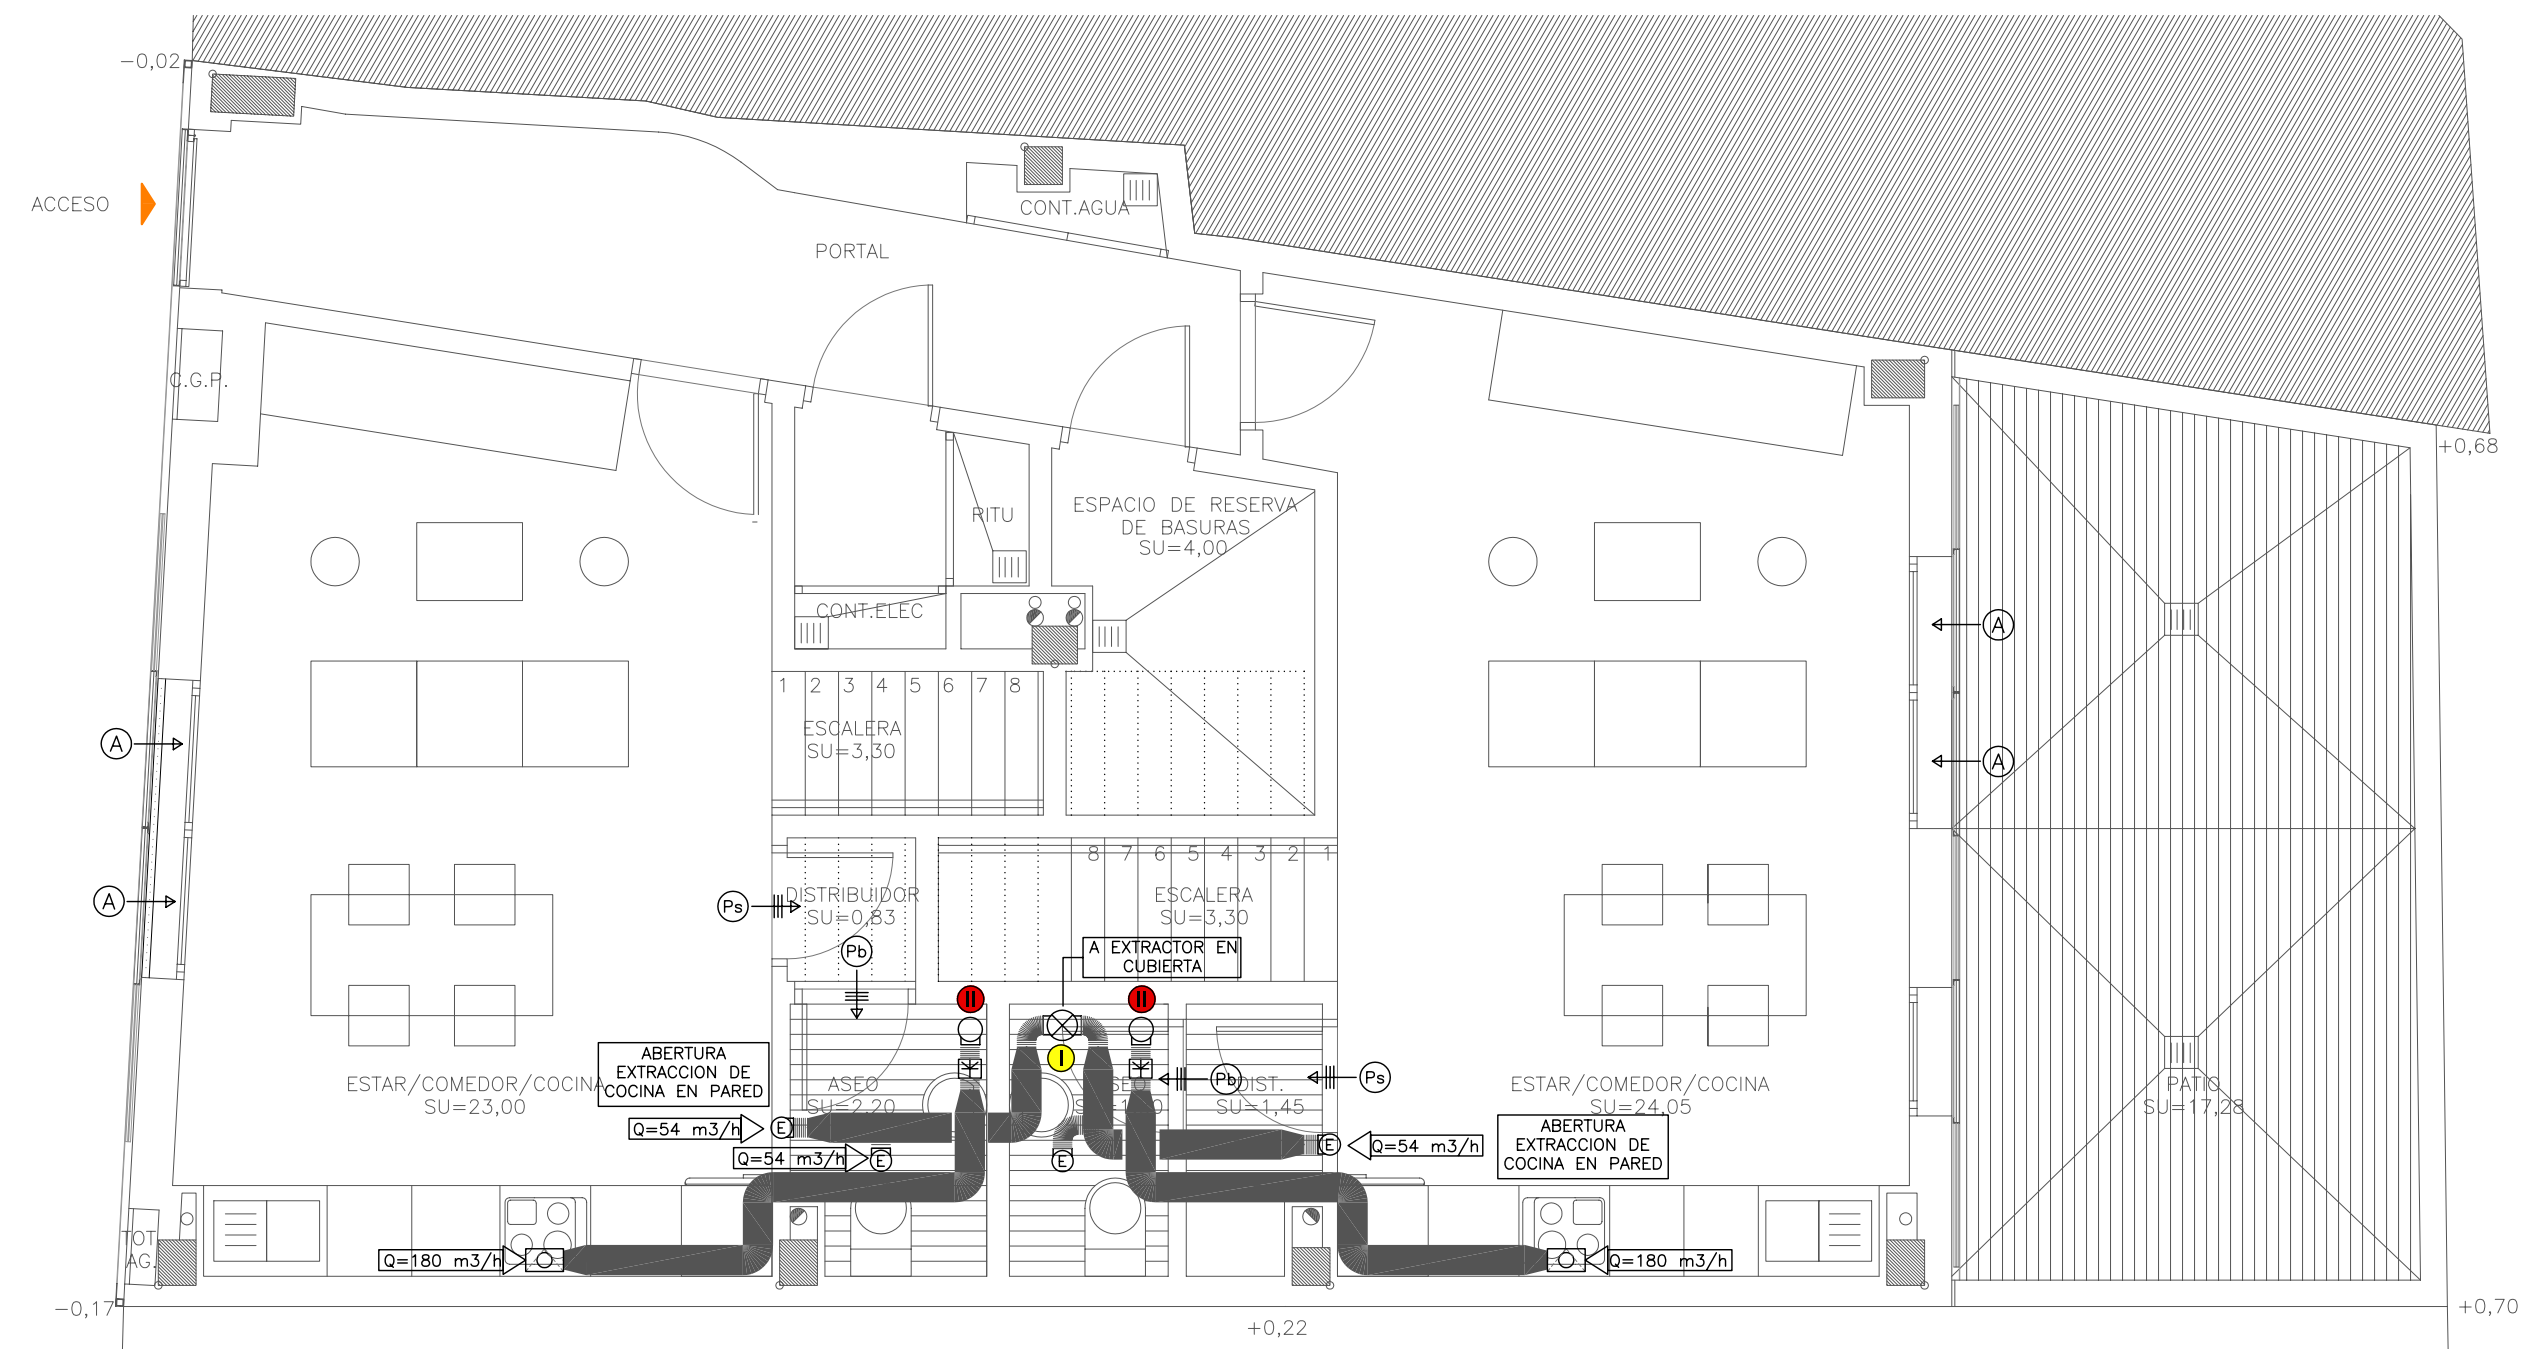 -0,02
ACCESO
CONT.AGUA
PORTAL
C.G.P.
+0,68
RITU
ESPACIO DE RESERVA
DE BASURAS
SU=4,00
CONT.ELEC
A
A
1 2 3 4 5 6 7 8
ESCALERA
SU=3,30
A
A
8 7 6 5 4 3 2 1
Ps
DISTRIBUIDOR
SU=0,83
ESCALERA
SU=3,30
Pb
A EXTRACTOR EN
CUBIERTA
II
II
I
ABERTURA
EXTRACCION DE
COCINA EN PARED
ESTAR/COMEDOR/COCINA
SU=23,00
ASEO
SU=2,20
Pb
DIST.
SU=1,45
Ps
ESTAR/COMEDOR/COCINA
SU=24,05
PATIO
SU=17,28
ABERTURA
EXTRACCION DE
COCINA EN PARED
Q=54 m3/h
E
Q=54 m3/h
E
E
E
Q=54 m3/h
TOT
AG.
Q=180 m3/h
Q=180 m3/h
-0,17
+0,22
+0,70